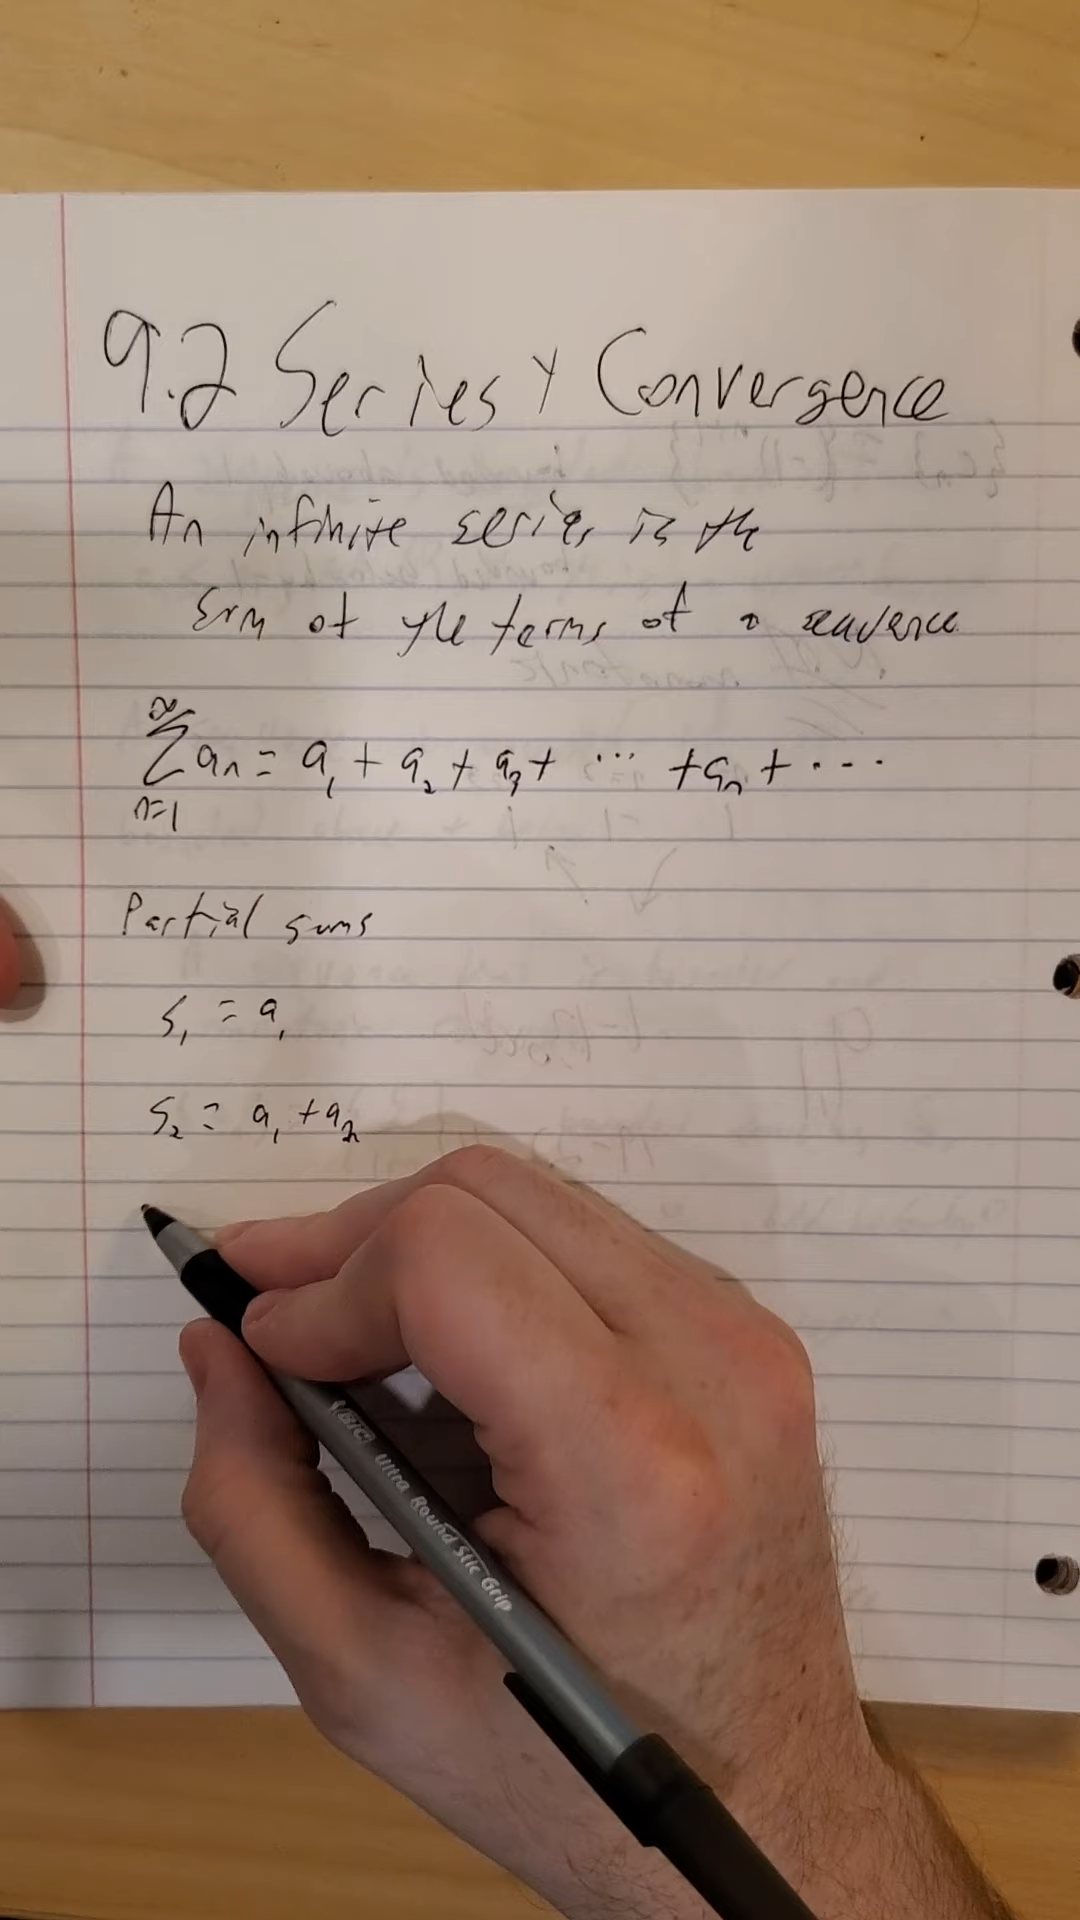 9.2 Series + Convergence
An infinite series is the
sum of the terms of a sequence
∞
∑ aₙ = a₁ + a₂ + a₃ + ... + aₙ + ...
n=1
Partial sums
S₁ = a₁
S₂ = a₁ + a₂
BIC Ultra Round Stic Grip